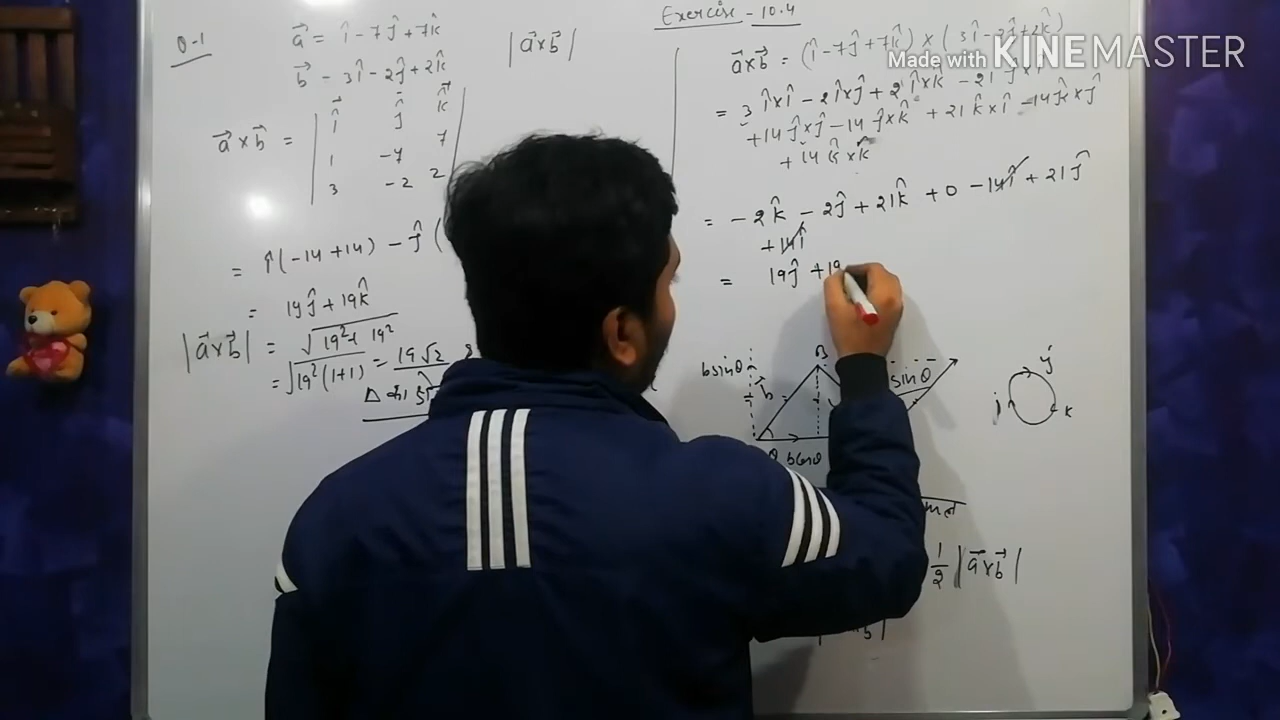 Exercise - 10.4
Q-1
a⃗ = î - 7ĵ + 7k̂
b⃗ - 3î - 2ĵ + 2k̂
|a⃗×b⃗|
a⃗×b⃗ =
î ĵ k̂
1 -7 7
3 -2 2
= î(-14+14) - ĵ(
= 19ĵ + 19k̂
|a⃗×b⃗| = √19²+19²
= √19²(1+1) = 19√2
Δ का
a⃗×b⃗ = (î - 7ĵ + 7k̂) × (3î - 2ĵ + 2k̂)
= 3 î×î - 2 î×ĵ + 2 î×k̂ - 21 ĵ×î
+14 ĵ×ĵ - 14 ĵ×k̂ + 21 k̂×î - 14 k̂×ĵ
+ 14 k̂×k̂
= - 2k̂ - 2ĵ + 21k̂ + 0 - 14î + 21ĵ
+14î
= 19ĵ + 19
bsinθ
b⃗
B
sinθ
θ bcosθ
j
i
k
1/2 |a⃗×b⃗|
Made with KINEMASTER